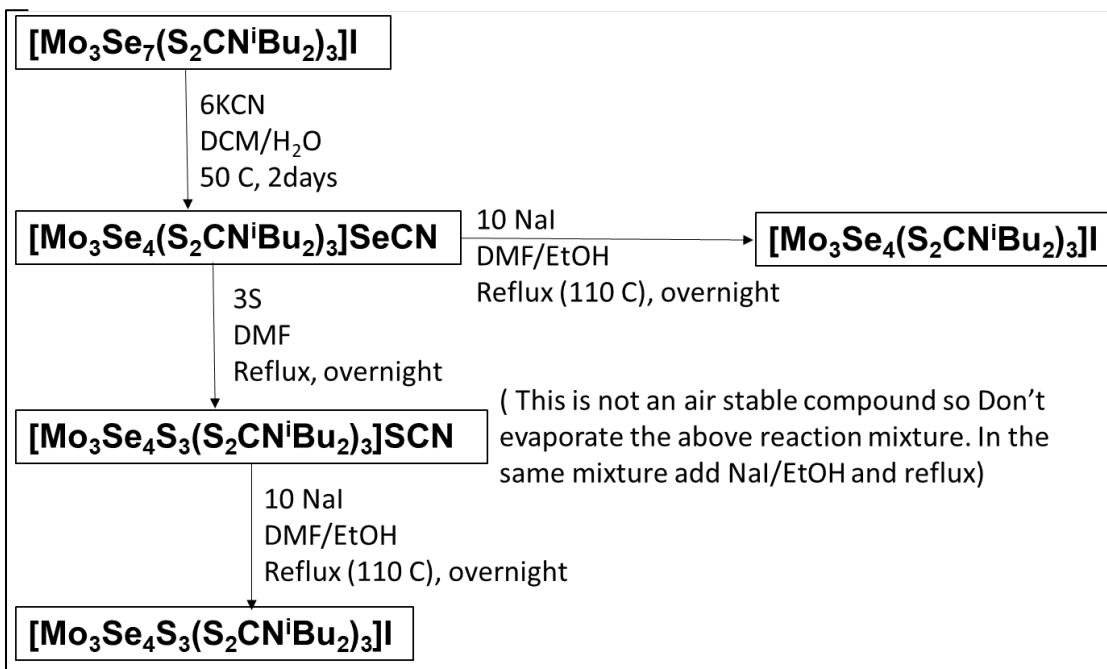 [Mo₃Se₇(S₂CNⁱBu₂)₃]I
6KCN
DCM/H₂O
50 C, 2days
[Mo₃Se₄(S₂CNⁱBu₂)₃]SeCN
10 NaI
DMF/EtOH
Reflux (110 C), overnight
[Mo₃Se₄(S₂CNⁱBu₂)₃]I
3S
DMF
Reflux, overnight
[Mo₃Se₄S₃(S₂CNⁱBu₂)₃]SCN
( This is not an air stable compound so Don’t
evaporate the above reaction mixture. In the
same mixture add NaI/EtOH and reflux)
10 NaI
DMF/EtOH
Reflux (110 C), overnight
[Mo₃Se₄S₃(S₂CNⁱBu₂)₃]I